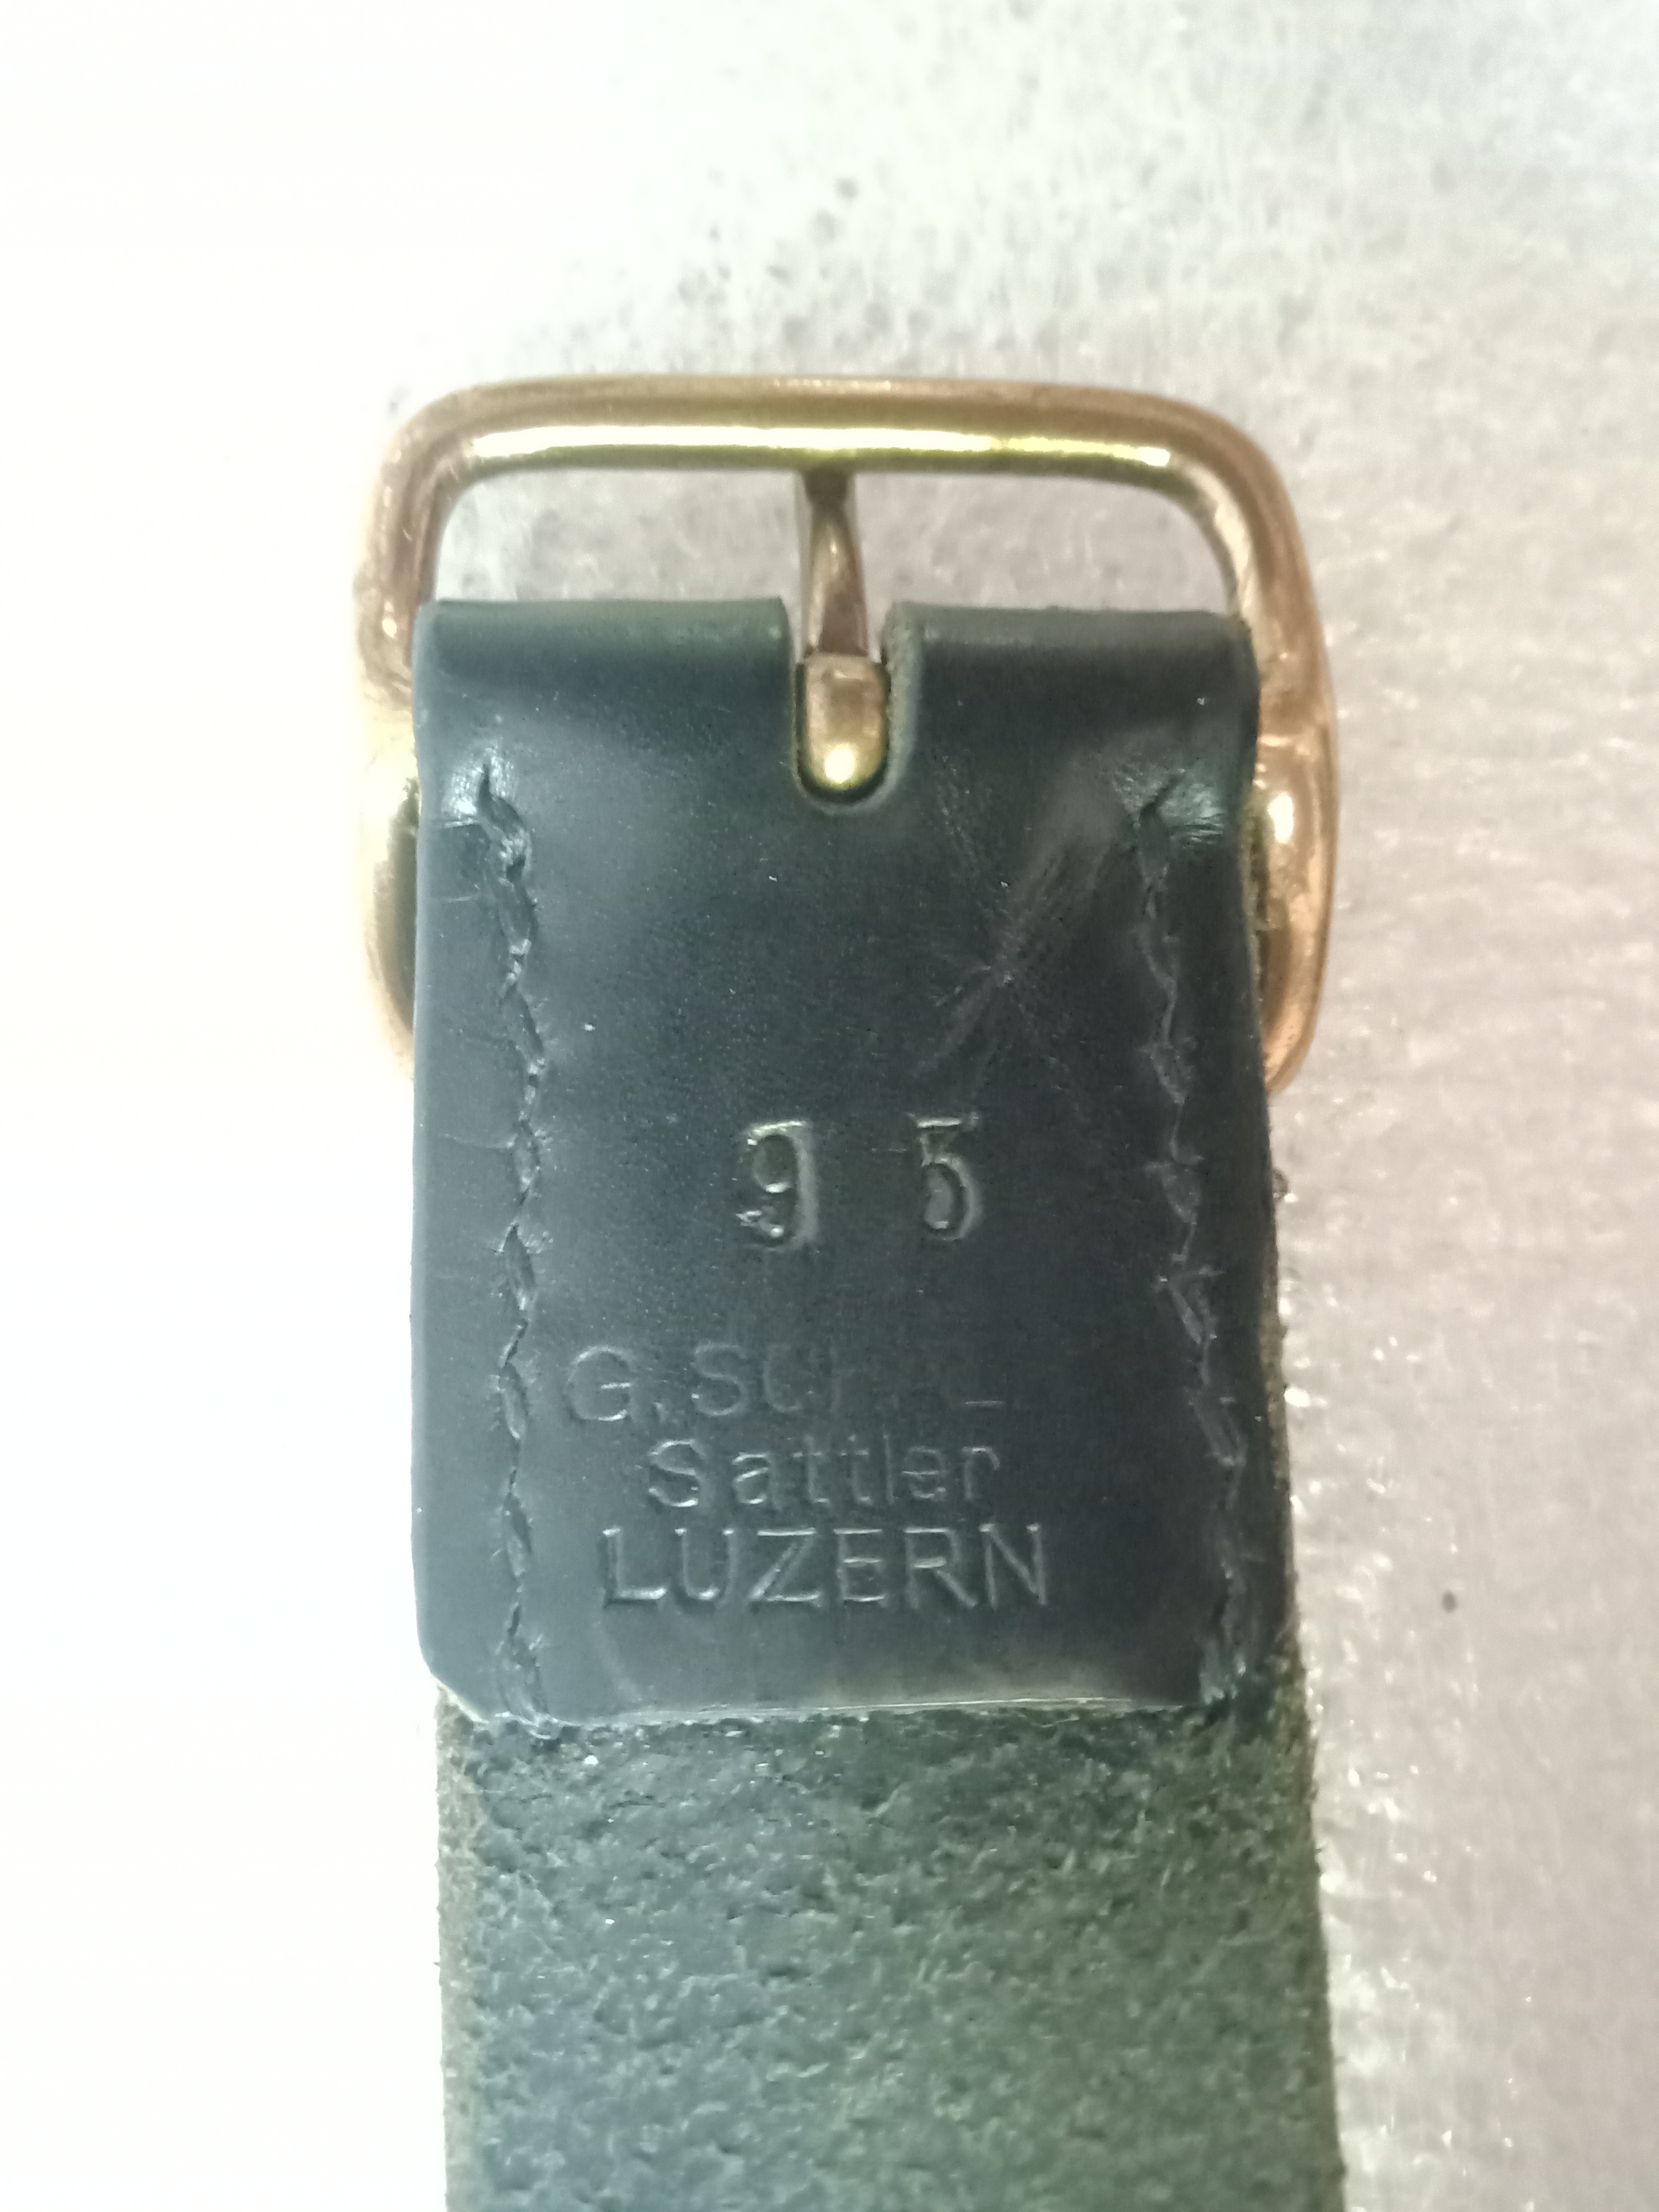 95
G.
Sattler
LUZERN